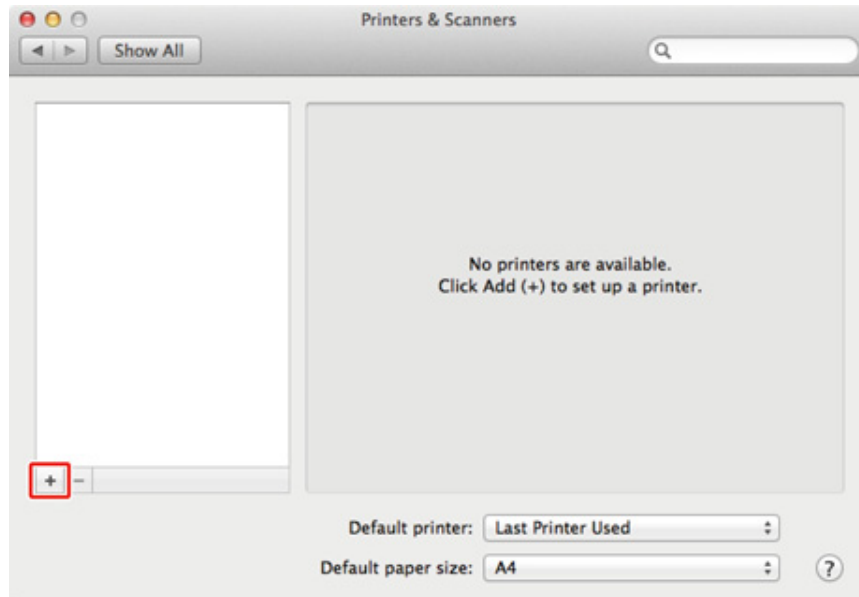 Printers & Scanners
Show All
No printers are available.
Click Add (+) to set up a printer.
+ −
Default printer: Last Printer Used
Default paper size: A4 ?